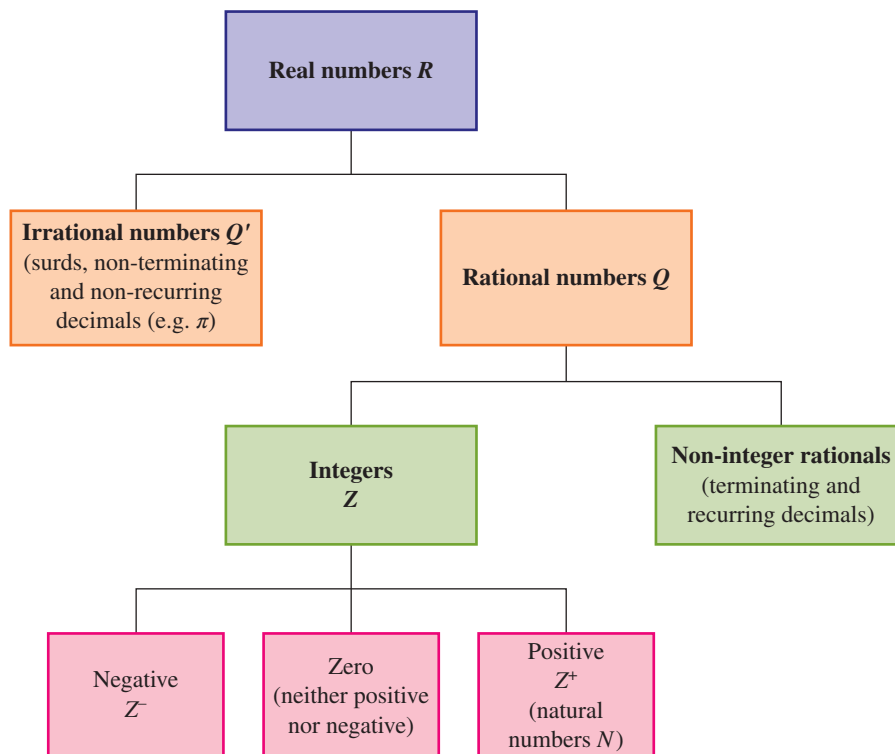 Real numbers R
Irrational numbers Q′
(surds, non-terminating
and non-recurring
decimals (e.g. π)
Rational numbers Q
Integers
Z
Non-integer rationals
(terminating and
recurring decimals)
Negative
Z⁻
Zero
(neither positive
nor negative)
Positive
Z⁺
(natural
numbers N)